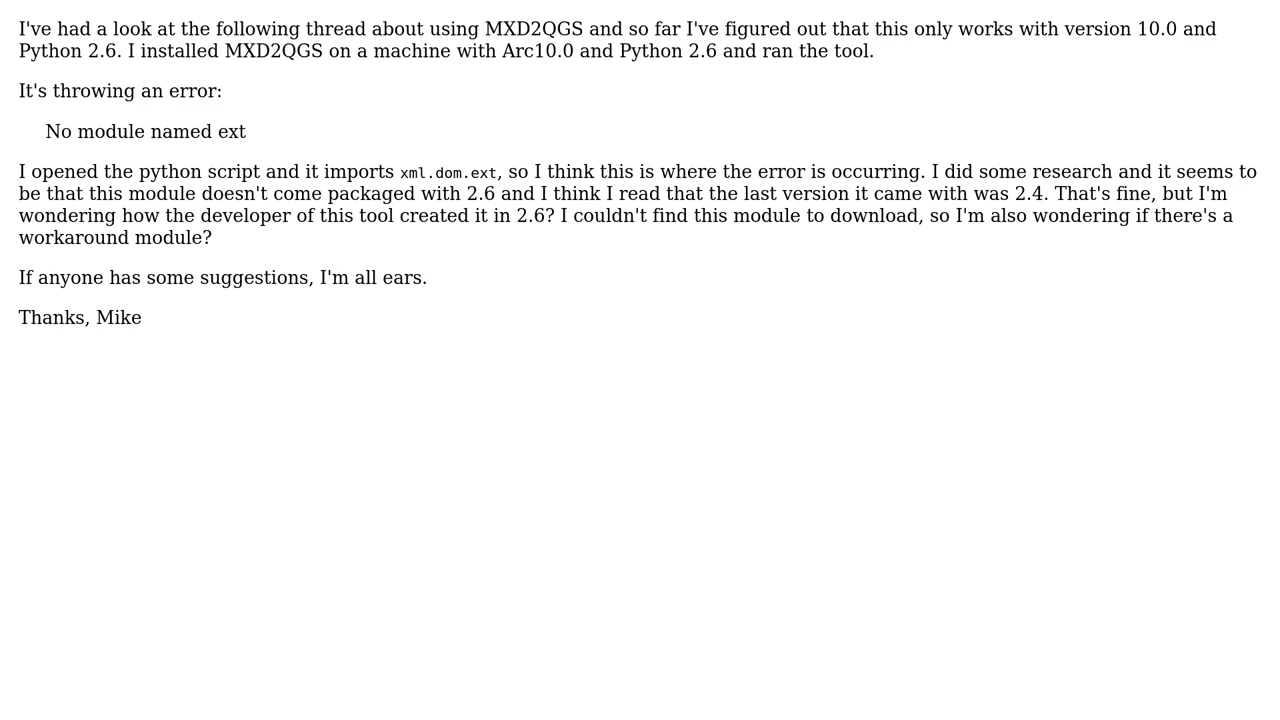 I've had a look at the following thread about using MXD2QGS and so far I've figured out that this only works with version 10.0 and
Python 2.6. I installed MXD2QGS on a machine with Arc10.0 and Python 2.6 and ran the tool.
It's throwing an error:
No module named ext
I opened the python script and it imports xml.dom.ext, so I think this is where the error is occurring. I did some research and it seems to
be that this module doesn't come packaged with 2.6 and I think I read that the last version it came with was 2.4. That's fine, but I'm
wondering how the developer of this tool created it in 2.6? I couldn't find this module to download, so I'm also wondering if there's a
workaround module?
If anyone has some suggestions, I'm all ears.
Thanks, Mike